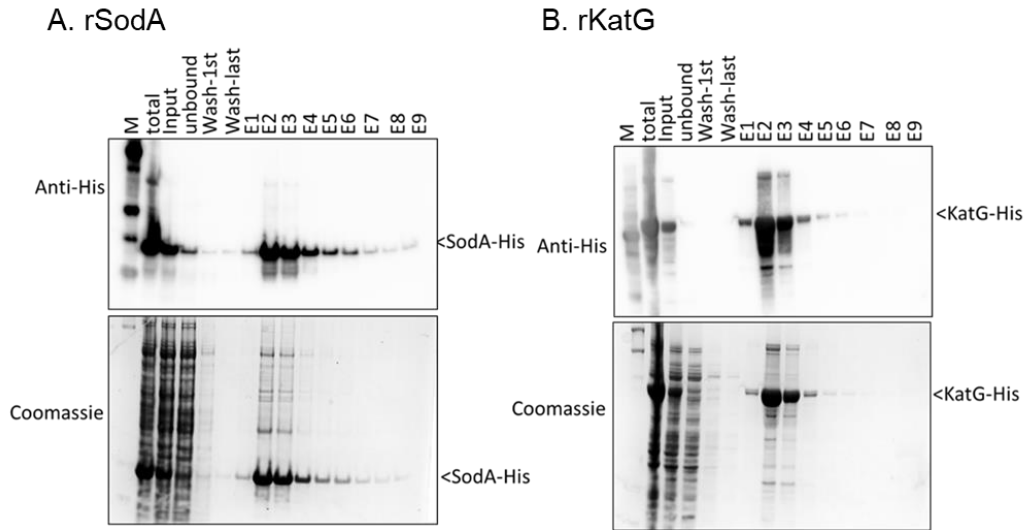 A. rSodA
M
total
Input
unbound
Wash-1st
Wash-last
E1
E2
E3
E4
E5
E6
E7
E8
E9
Anti-His
<SodA-His
Coomassie
<SodA-His
B. rKatG
M
total
Input
unbound
Wash-1st
Wash-last
E1
E2
E3
E4
E5
E6
E7
E8
E9
Anti-His
<KatG-His
Coomassie
<KatG-His